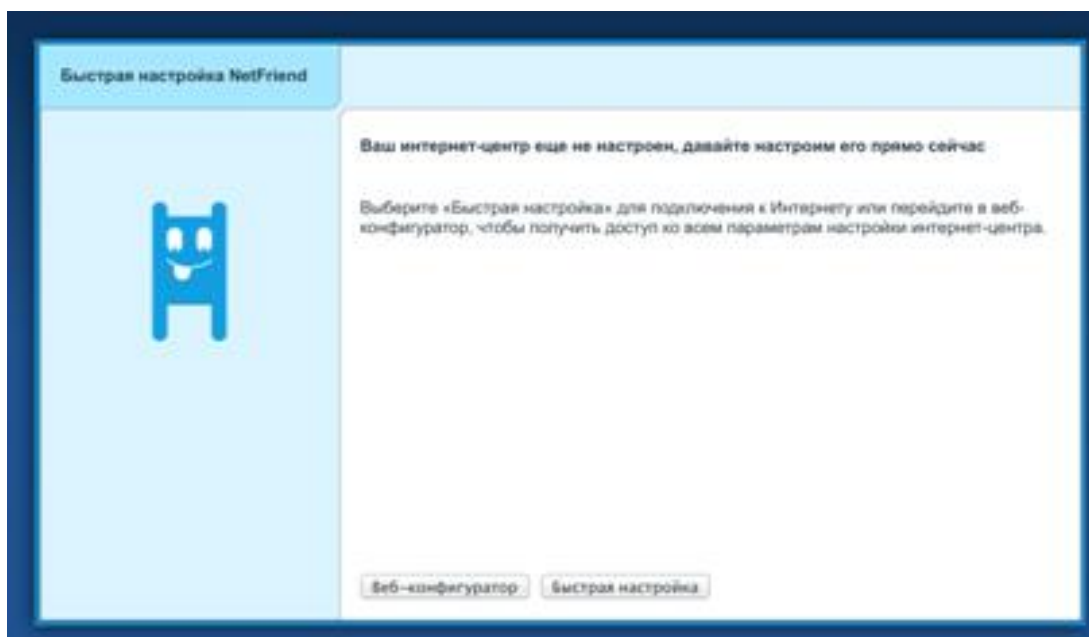 Быстрая настройка NetFriend
Ваш интернет-центр еще не настроен, давайте настроим его прямо сейчас
Выберите «Быстрая настройка» для подключения к Интернету или перейдите в веб-
конфигуратор, чтобы получить доступ ко всем параметрам настройки интернет-центра.
Веб-конфигуратор Быстрая настройка